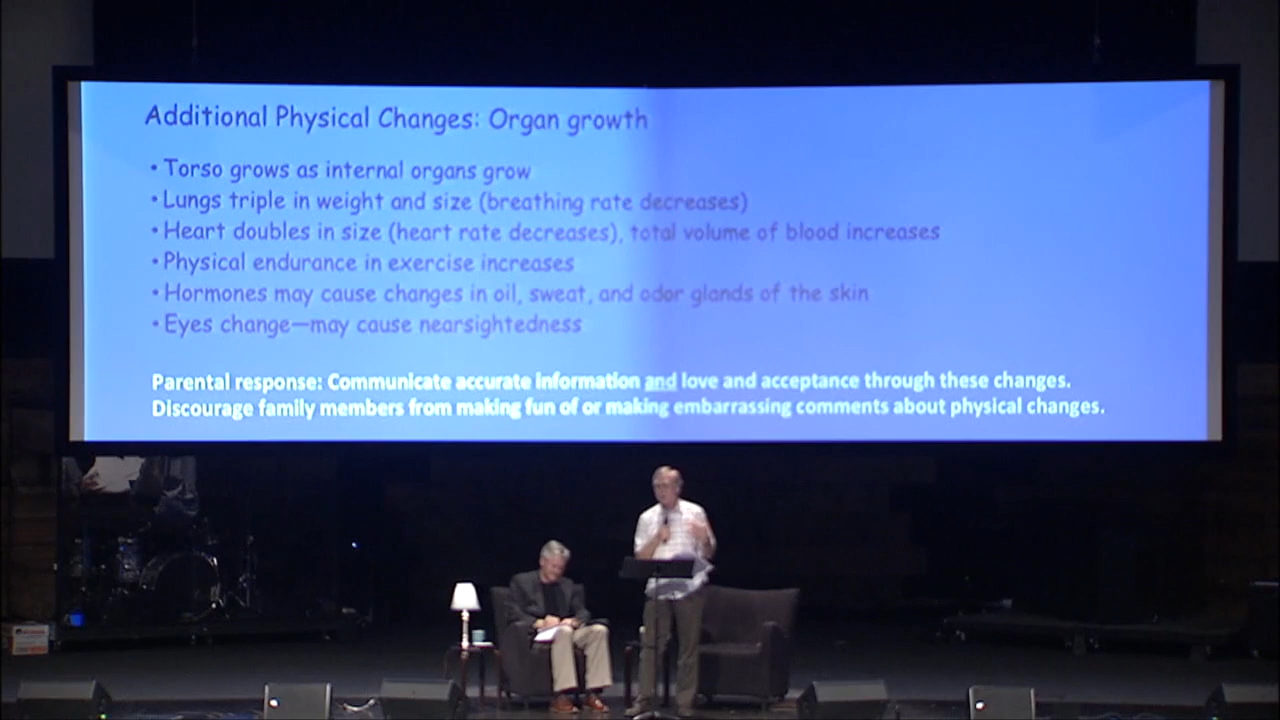 Additional Physical Changes: Organ growth
• Torso grows as internal organs grow
• Lungs triple in weight and size (breathing rate decreases)
• Heart doubles in size (heart rate decreases), total volume of blood increases
• Physical endurance in exercise increases
• Hormones may cause changes in oil, sweat, and odor glands of the skin
• Eyes change—may cause nearsightedness
Parental response: Communicate accurate information and love and acceptance through these changes.
Discourage family members from making fun of or making embarrassing comments about physical changes.